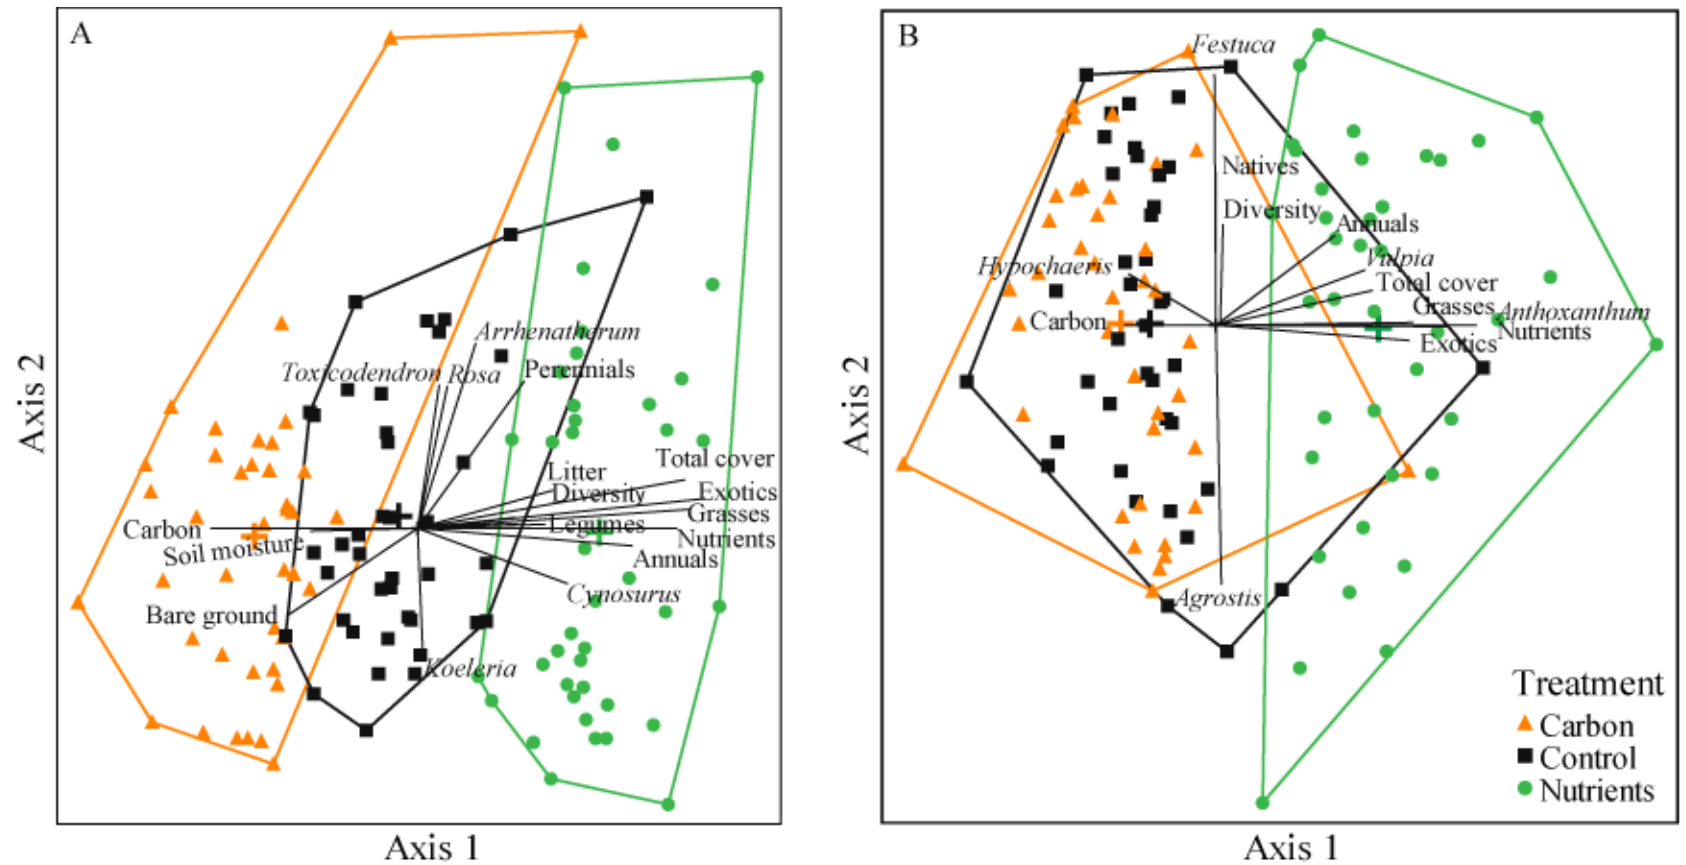 A
Arrhenatherum
Toxicodendron Rosa Perennials
Litter Total cover
Diversity Exotics
Legumes Grasses
Carbon Nutrients
Soil moisture Annuals
Cynosurus
Bare ground
Koeleria
Axis 2
Axis 1
B
Festuca
Natives
Diversity Annuals
Hypochaeris Vulpia
Total cover
Grasses Anthoxanthum
Carbon Nutrients
Exotics
Agrostis
Axis 2
Axis 1
Treatment
Carbon
Control
Nutrients